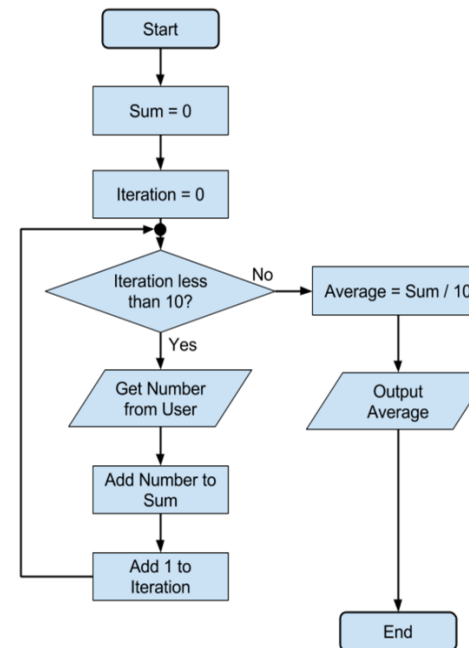 Start
Sum = 0
Iteration = 0
Iteration less
than 10?
No
Yes
Average = Sum / 10
Get Number
from User
Output
Average
Add Number to
Sum
Add 1 to
Iteration
End